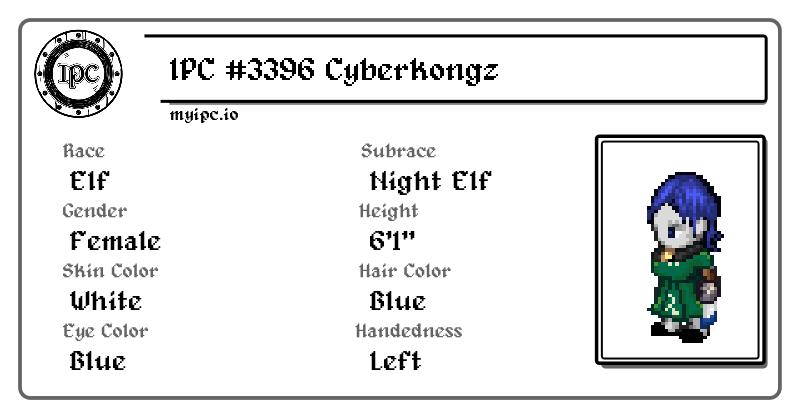 IPC
IPC #3396 Cyberkongz
myipc.io
Race
Elf
Subrace
Night Elf
Gender
Female
Height
6'1"
Skin Color
White
Hair Color
Blue
Eye Color
Blue
Handedness
Left